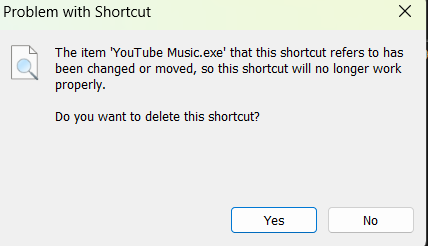 Problem with Shortcut
The item 'YouTube Music.exe' that this shortcut refers to has
been changed or moved, so this shortcut will no longer work
properly.
Do you want to delete this shortcut?
Yes
No